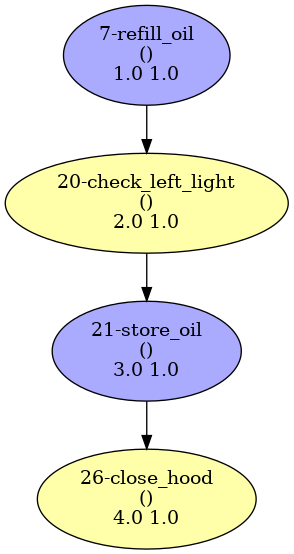 7-refill_oil
()
1.0 1.0
20-check_left_light
()
2.0 1.0
21-store_oil
()
3.0 1.0
26-close_hood
()
4.0 1.0